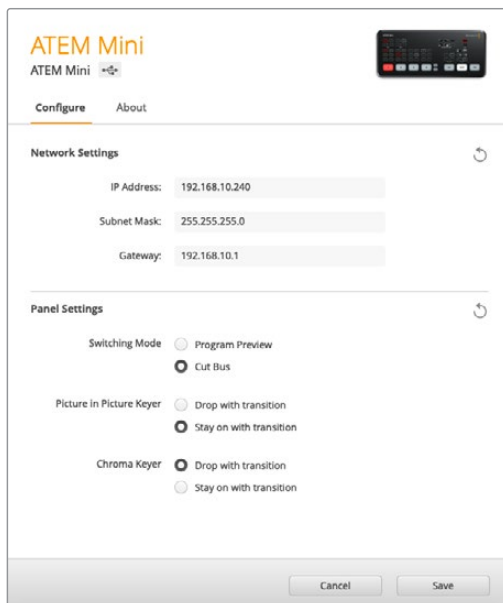 ATEM Mini
ATEM Mini
Configure About
Network Settings
IP Address: 192.168.10.240
Subnet Mask: 255.255.255.0
Gateway: 192.168.10.1
Panel Settings
Switching Mode Program Preview
Cut Bus
Picture in Picture Keyer Drop with transition
Stay on with transition
Chroma Keyer Drop with transition
Stay on with transition
Cancel Save